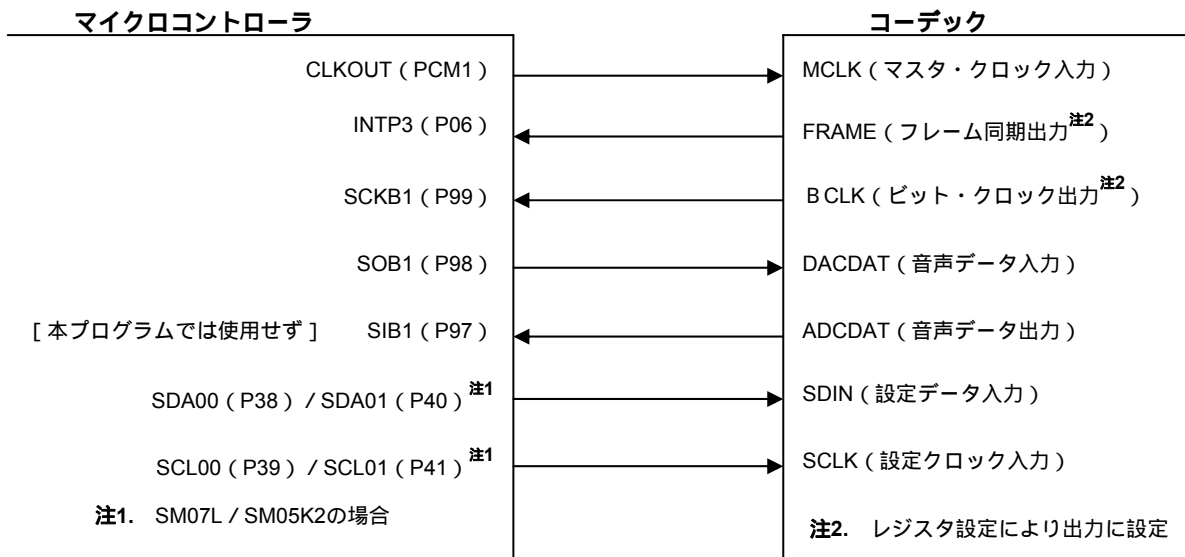 マイクロコントローラ コーデック
CLKOUT(PCM1) MCLK(マスタ・クロック入力)
INTP3(P06) FRAME(フレーム同期出力注2)
SCKB1(P99) BCLK(ビット・クロック出力注2)
SOB1(P98) DACDAT(音声データ入力)
[本プログラムでは使用せず] SIB1(P97) ADCDAT(音声データ出力)
SDA00(P38)/SDA01(P40)注1 SDIN(設定データ入力)
SCL00(P39)/SCL01(P41)注1 SCLK(設定クロック入力)
注1. SM07L/SM05K2の場合 注2. レジスタ設定により出力に設定